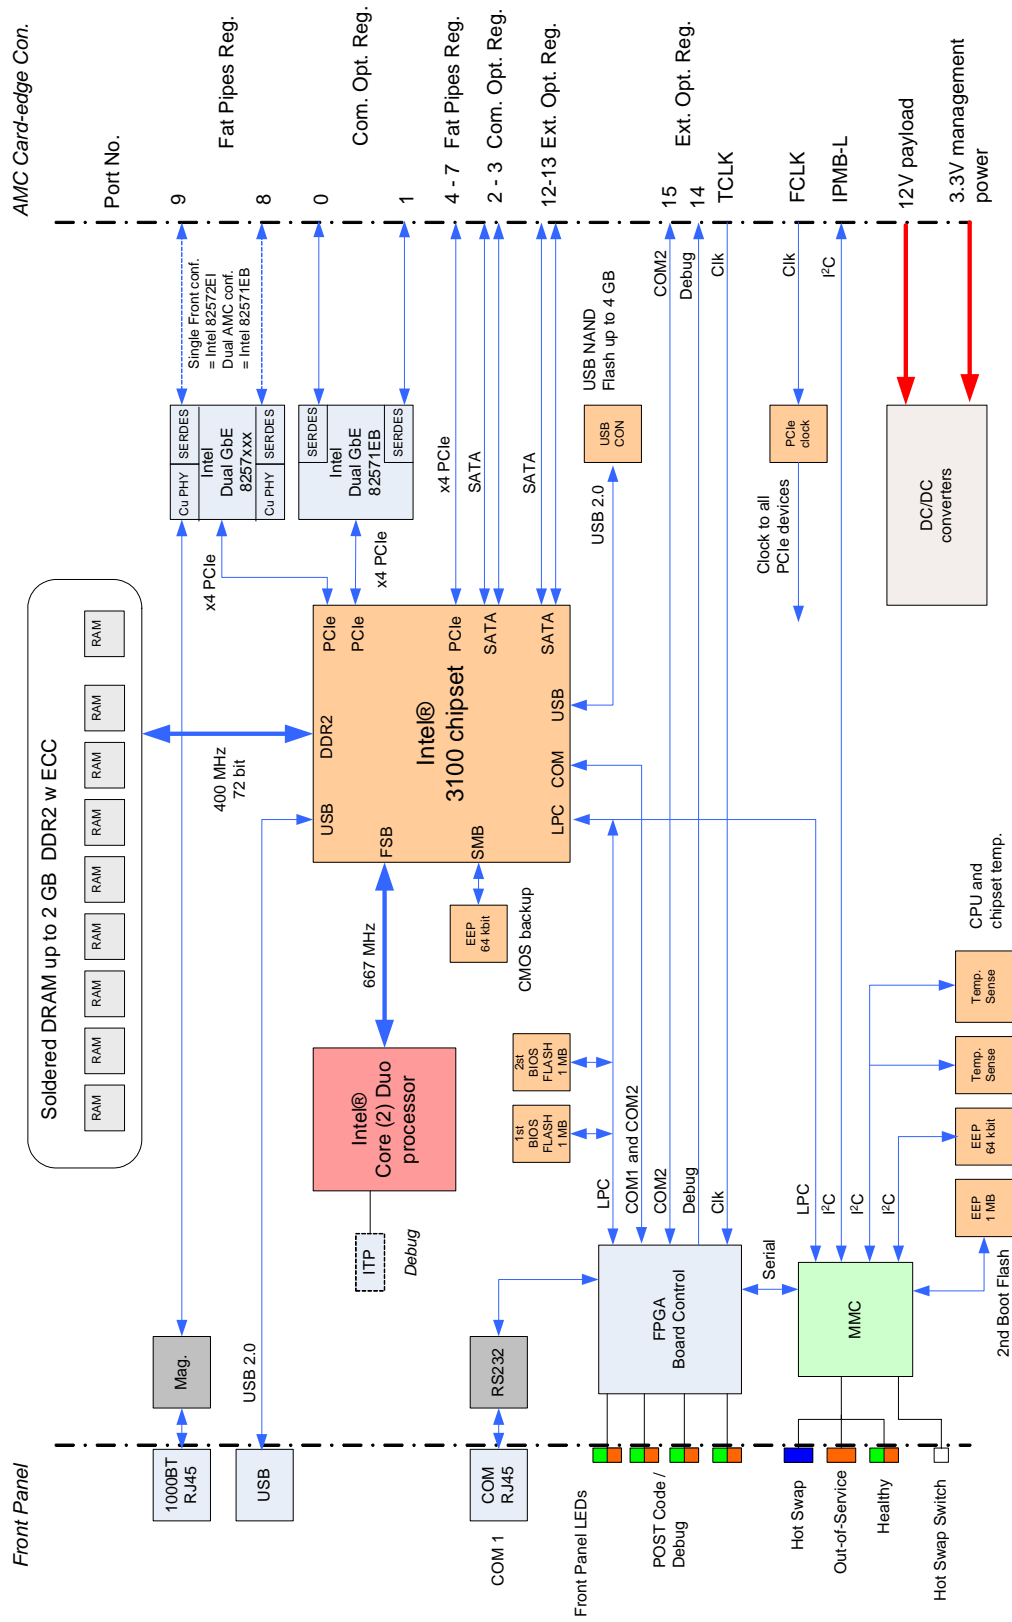 Front Panel
AMC Card-edge Con.
Soldered DRAM up to 2 GB  DDR2 w ECC
RAM
RAM
RAM
RAM
RAM
RAM
RAM
RAM
RAM
Port No.
1000BT
RJ45
Mag.
Cu PHY
SERDES
Intel
Dual GbE
8257xxx
Cu PHY
SERDES
Single Front conf.
= Intel 82572EI
Dual AMC conf.
= Intel 82571EB
9
8
Fat Pipes Reg.
USB
USB 2.0
400 MHz
72 bit
x4 PCIe
x4 PCIe
SERDES
Intel
Dual GbE
82571EB
SERDES
0
1
Com. Opt. Reg.
ITP
Debug
Intel®
Core (2) Duo
processor
667 MHz
USB
DDR2
PCIe
PCIe
FSB
Intel®
3100 chipset
PCIe
SMB
SATA
SATA
LPC
COM
USB
x4 PCIe
4 - 7  Fat Pipes Reg.
SATA
2 - 3  Com. Opt. Reg.
SATA
12-13  Ext. Opt. Reg.
EEP
64 kbit
CMOS backup
COM
RJ45
COM 1
RS232
1st
BIOS
FLASH
1 MB
2st
BIOS
FLASH
1 MB
USB 2.0
USB
CON
USB NAND
Flash up to 4 GB
Front Panel LEDs
POST Code /
Debug
FPGA
Board Control
LPC
COM1 and COM2
COM2
Debug
Clk
COM2
15
Debug
14
Ext. Opt. Reg.
Clk
TCLK
Serial
Clock to all
PCIe devices
PCIe
clock
Clk
FCLK
Hot Swap
Out-of-Service
Healthy
Hot Swap Switch
MMC
LPC
I²C
I²C
I²C
I²C
IPMB-L
EEP
1 MB
2nd Boot Flash
EEP
64 kbit
Temp.
Sense
Temp.
Sense
CPU and
chipset temp.
DC/DC
converters
12V payload
3.3V management
power